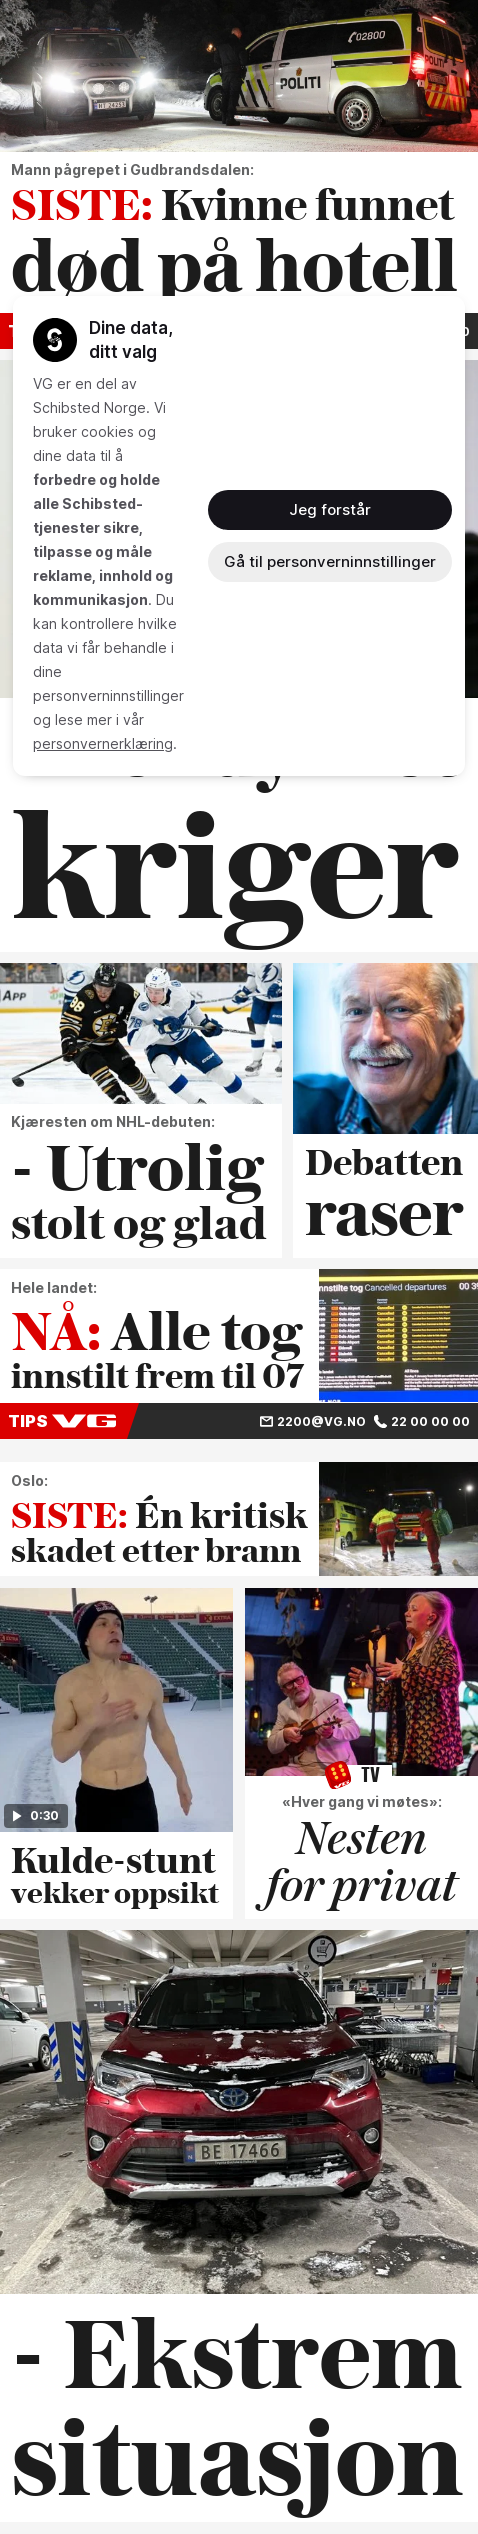 02800
POLITI
Mann pågrepet i Gudbrandsdalen:
SISTE: Kvinne funnet
død på hotell
Dine data,
ditt valg
VG er en del av
Schibsted Norge. Vi
bruker cookies og
dine data til å
forbedre og holde
alle Schibsted-
tjenester sikre,
tilpasse og måle
reklame, innhold og
kommunikasjon. Du
kan kontrollere hvilke
data vi får behandle i
dine
personverninnstillinger
og lese mer i vår
personvernerklæring.
Jeg forstår
Gå til personverninnstillinger
kriger
Kjæresten om NHL-debuten:
- Utrolig
stolt og glad
Debatten
raser
Hele landet:
NÅ: Alle tog
innstilt frem til 07
Cancelled departures
TIPS VG
2200@VG.NO
22 00 00 00
Oslo:
SISTE: Én kritisk
skadet etter brann
0:30
Kulde-stunt
vekker oppsikt
TV
«Hver gang vi møtes»:
Nesten
for privat
BE 17466
- Ekstrem
situasjon